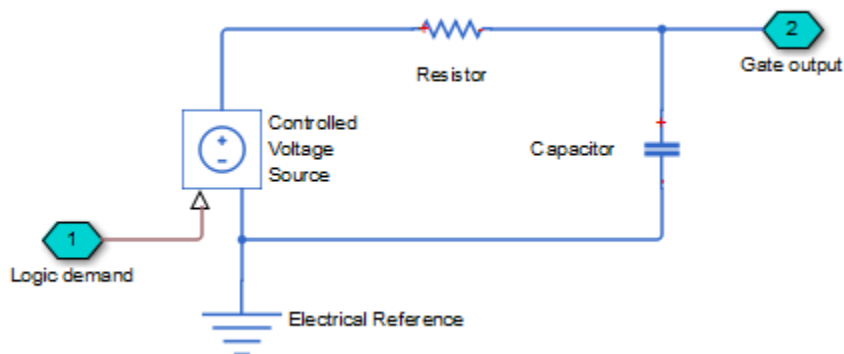 2
Gate output
Resistor
Controlled
Voltage
Source
Capacitor
1
Logic demand
Electrical Reference